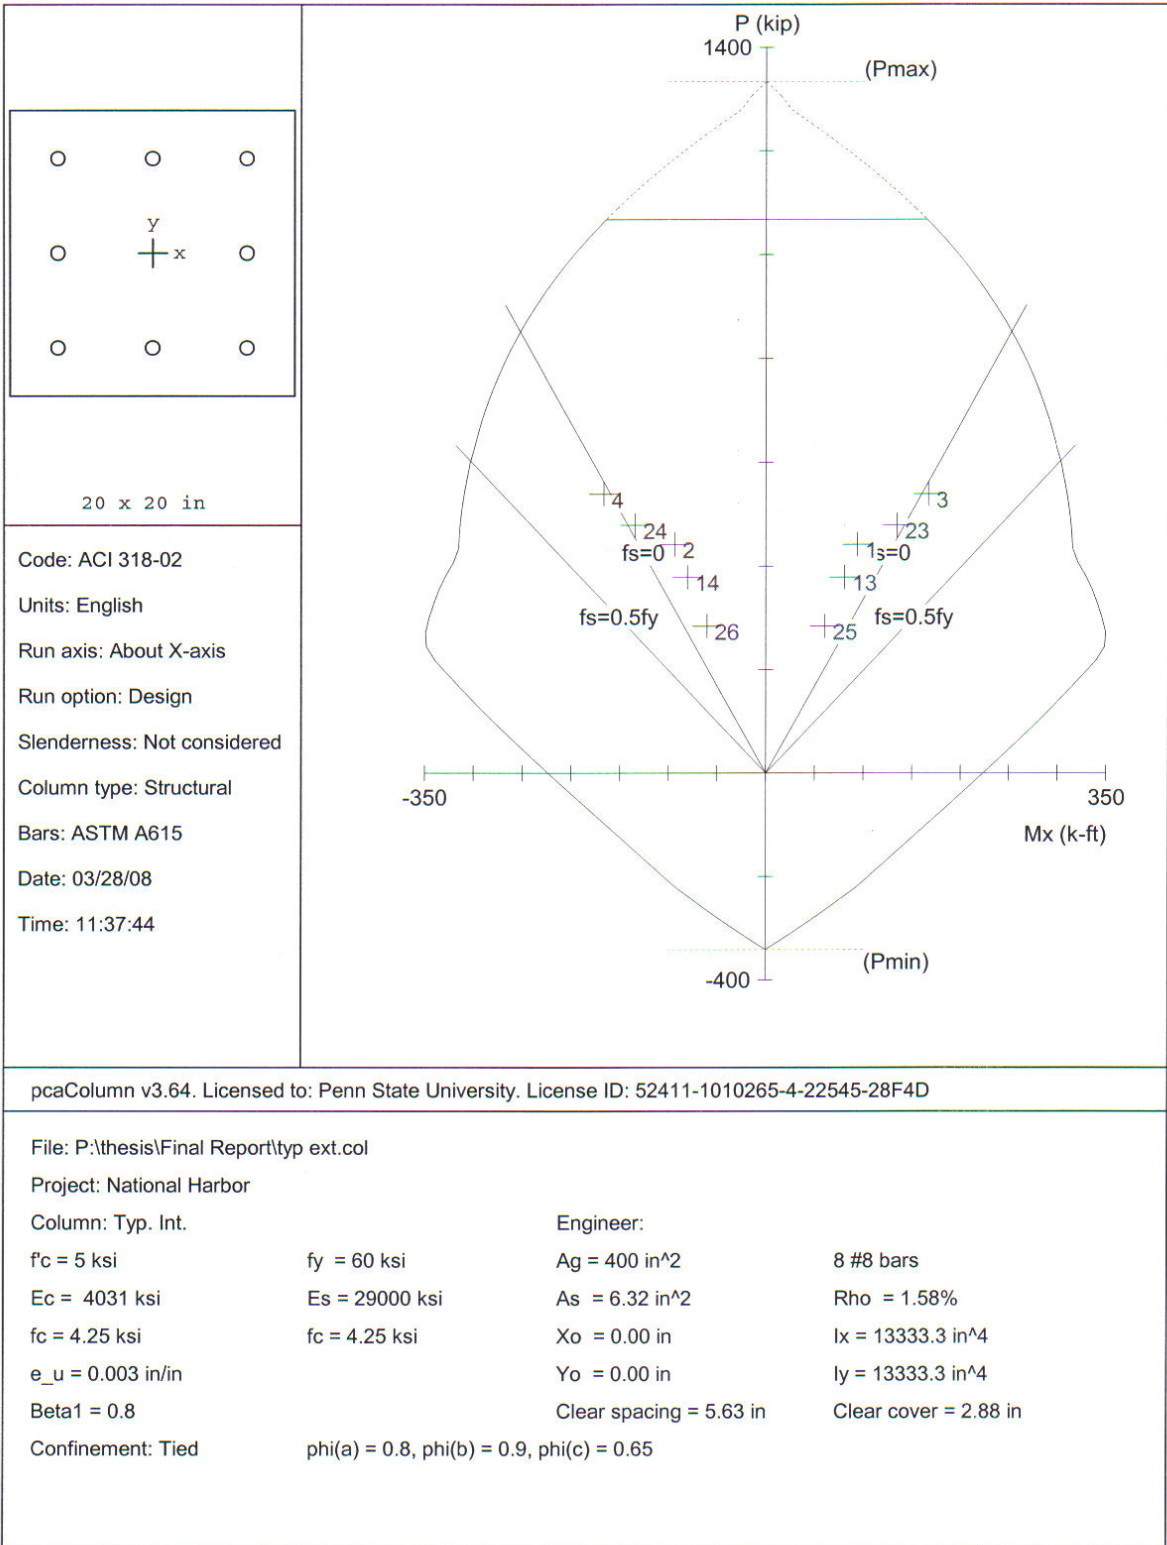 y
x
20 x 20 in
Code: ACI 318-02
Units: English
Run axis: About X-axis
Run option: Design
Slenderness: Not considered
Column type: Structural
Bars: ASTM A615
Date: 03/28/08
Time: 11:37:44
P (kip)
1400
(Pmax)
4
3
24
23
fs=0
2
1
s=0
14
13
fs=0.5fy
fs=0.5fy
26
25
-350
350
Mx (k-ft)
(Pmin)
-400
pcaColumn v3.64. Licensed to: Penn State University. License ID: 52411-1010265-4-22545-28F4D
File: P:\thesis\Final Report\typ ext.col
Project: National Harbor
Column: Typ. Int. Engineer:
f'c = 5 ksi fy = 60 ksi Ag = 400 in^2 8 #8 bars
Ec = 4031 ksi Es = 29000 ksi As = 6.32 in^2 Rho = 1.58%
fc = 4.25 ksi fc = 4.25 ksi Xo = 0.00 in Ix = 13333.3 in^4
e_u = 0.003 in/in Yo = 0.00 in Iy = 13333.3 in^4
Beta1 = 0.8 Clear spacing = 5.63 in Clear cover = 2.88 in
Confinement: Tied phi(a) = 0.8, phi(b) = 0.9, phi(c) = 0.65